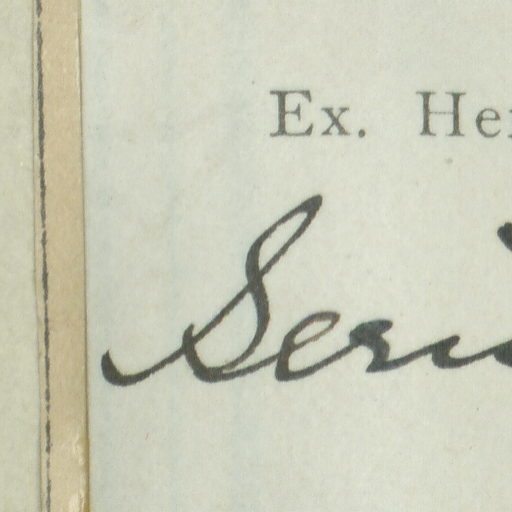 Ex. He
Seri